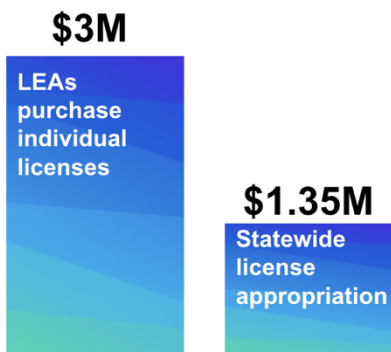 $3M
LEAs
purchase
individual
licenses
$1.35M
Statewide
license
appropriation